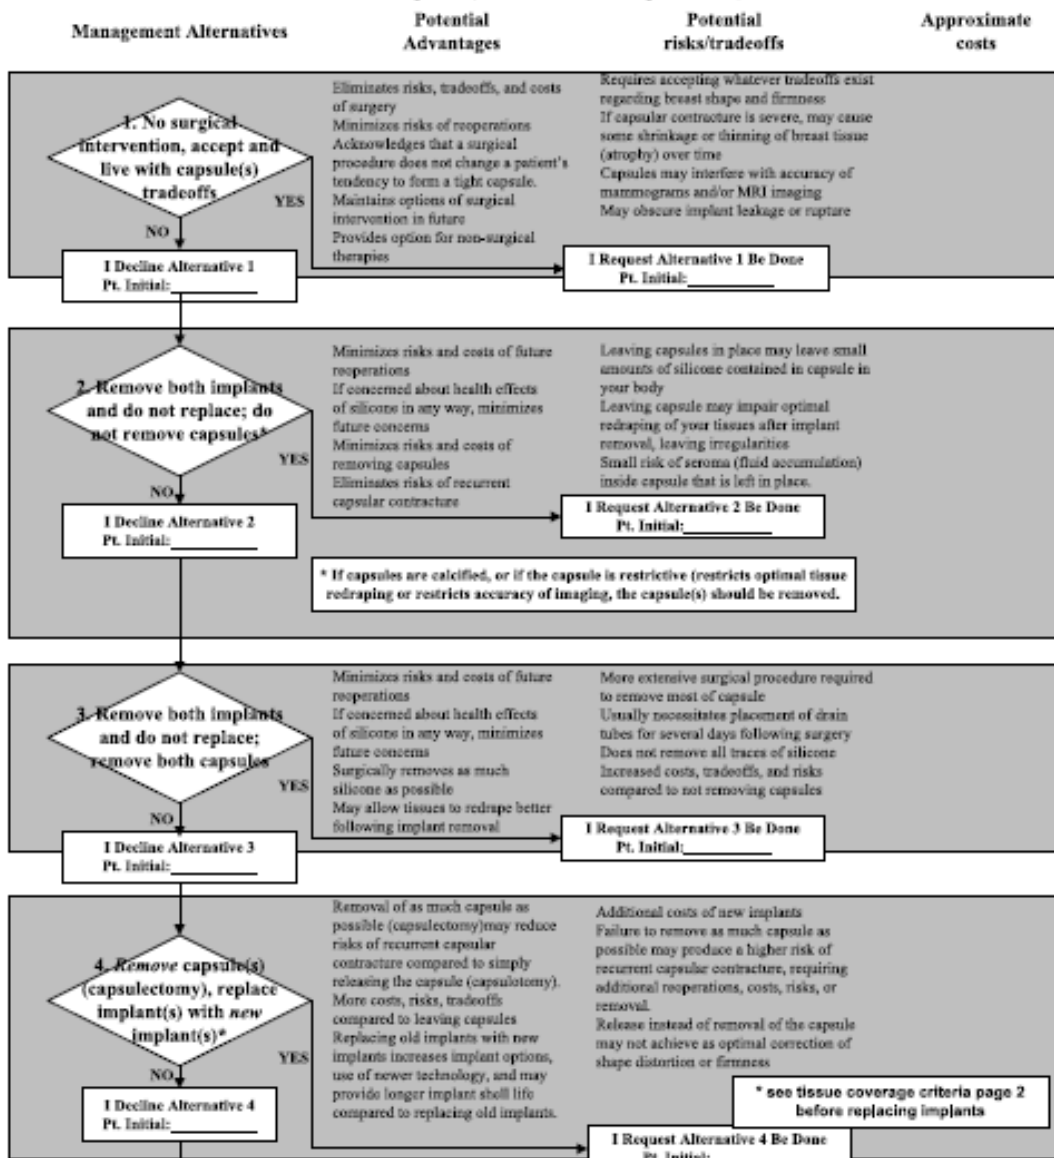 Management Alternatives
Potential
Advantages
Potential
risks/tradeoffs
Approximate
costs
1. No surgical
intervention, accept and
live with capsule(s)
tradeoffs
YES
NO
Eliminates risks, tradeoffs, and costs
of surgery
Minimizes risks of reoperations
Acknowledges that a surgical
procedure does not change a patient's
tendency to form a tight capsule.
Maintains options of surgical
intervention in future
Provides option for non-surgical
therapies
Requires accepting whatever tradeoffs exist
regarding breast shape and firmness
If capsular contracture is severe, may cause
some shrinkage or thinning of breast tissue
(atrophy) over time
Capsules may interfere with accuracy of
mammograms and/or MRI imaging
May obscure implant leakage or rupture
I Decline Alternative 1
Pt. Initial:__________
I Request Alternative 1 Be Done
Pt. Initial:__________
2. Remove both implants
and do not replace; do
not remove capsules*
YES
NO
Minimizes risks and costs of future
reoperations
If concerned about health effects
of silicone in any way, minimizes
future concerns
Minimizes risks and costs of
removing capsules
Eliminates risks of recurrent
capsular contracture
Leaving capsules in place may leave small
amounts of silicone contained in capsule in
your body
Leaving capsule may impair optimal
redraping of your tissues after implant
removal, leaving irregularities
Small risk of seroma (fluid accumulation)
inside capsule that is left in place.
I Decline Alternative 2
Pt. Initial:__________
I Request Alternative 2 Be Done
Pt. Initial:__________
* If capsules are calcified, or if the capsule is restrictive (restricts optimal tissue
redraping or restricts accuracy of imaging, the capsule(s) should be removed.
3. Remove both implants
and do not replace;
remove both capsules
YES
NO
Minimizes risks and costs of future
reoperations
If concerned about health effects
of silicone in any way, minimizes
future concerns
Surgically removes as much
silicone as possible
May allow tissues to redrape better
following implant removal
More extensive surgical procedure required
to remove most of capsule
Usually necessitates placement of drain
tubes for several days following surgery
Does not remove all traces of silicone
Increased costs, tradeoffs, and risks
compared to not removing capsules
I Decline Alternative 3
Pt. Initial:__________
I Request Alternative 3 Be Done
Pt. Initial:__________
4. Remove capsule(s)
(capsulectomy), replace
implant(s) with new
implant(s)*
YES
NO
Removal of as much capsule as
possible (capsulectomy)may reduce
risks of recurrent capsular
contracture compared to simply
releasing the capsule (capsulotomy).
More costs, risks, tradeoffs
compared to leaving capsules
Replacing old implants with new
implants increases implant options,
use of newer technology, and may
provide longer implant shell life
compared to replacing old implants.
Additional costs of new implants
Failure to remove as much capsule as
possible may produce a higher risk of
recurrent capsular contracture, requiring
additional reoperations, costs, risks, or
removal.
Release instead of removal of the capsule
may not achieve as optimal correction of
shape distortion or firmness
* see tissue coverage criteria page 2
before replacing implants
I Decline Alternative 4
Pt. Initial:__________
I Request Alternative 4 Be Done
Pt. Initial: